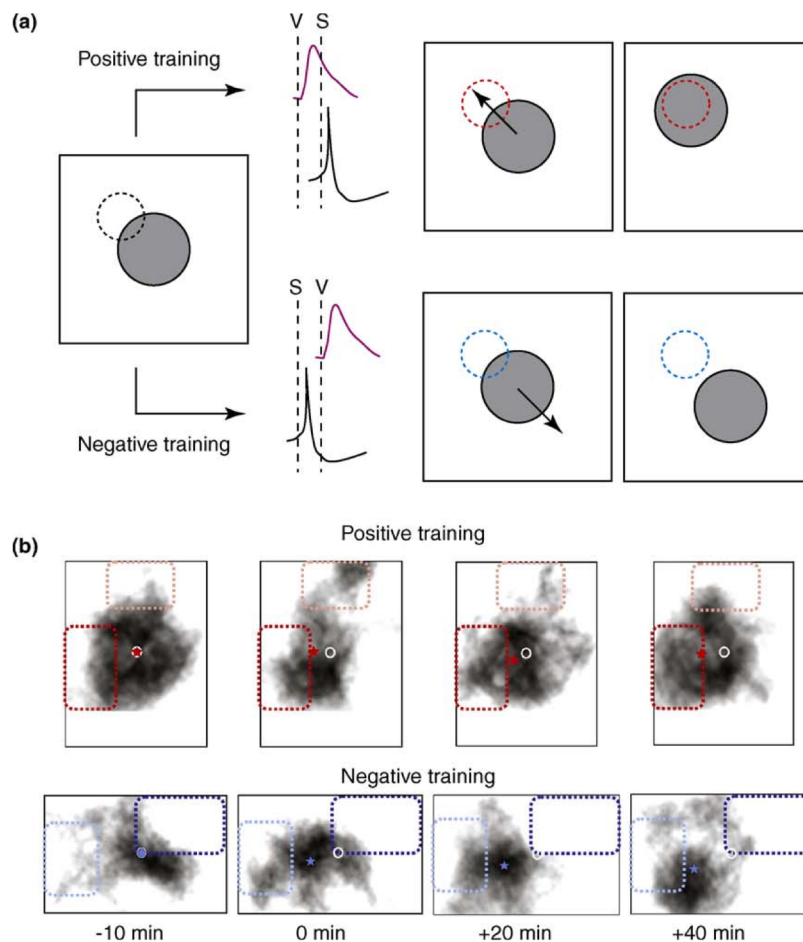 (a)
V S
Positive training
S V
Negative training
(b)
Positive training
Negative training
-10 min 0 min +20 min +40 min